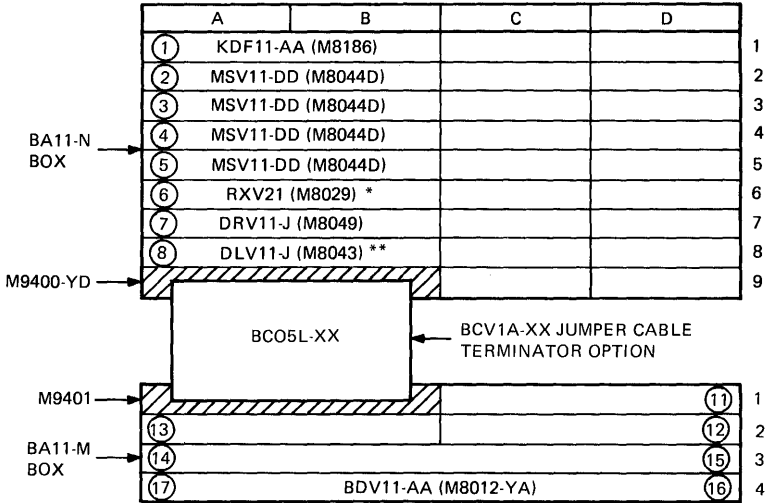 A B C D
1 KDF11-AA (M8186) 1
2 MSV11-DD (M8044D) 2
3 MSV11-DD (M8044D) 3
4 MSV11-DD (M8044D) 4
BA11-N
BOX
5 MSV11-DD (M8044D) 5
6 RXV21 (M8029) * 6
7 DRV11-J (M8049) 7
8 DLV11-J (M8043) ** 8
M9400-YD 9
BC05L-XX
BCV1A-XX JUMPER CABLE
TERMINATOR OPTION
M9401 11 1
13 12 2
BA11-M
BOX
14 15 3
17 BDV11-AA (M8012-YA) 16 4